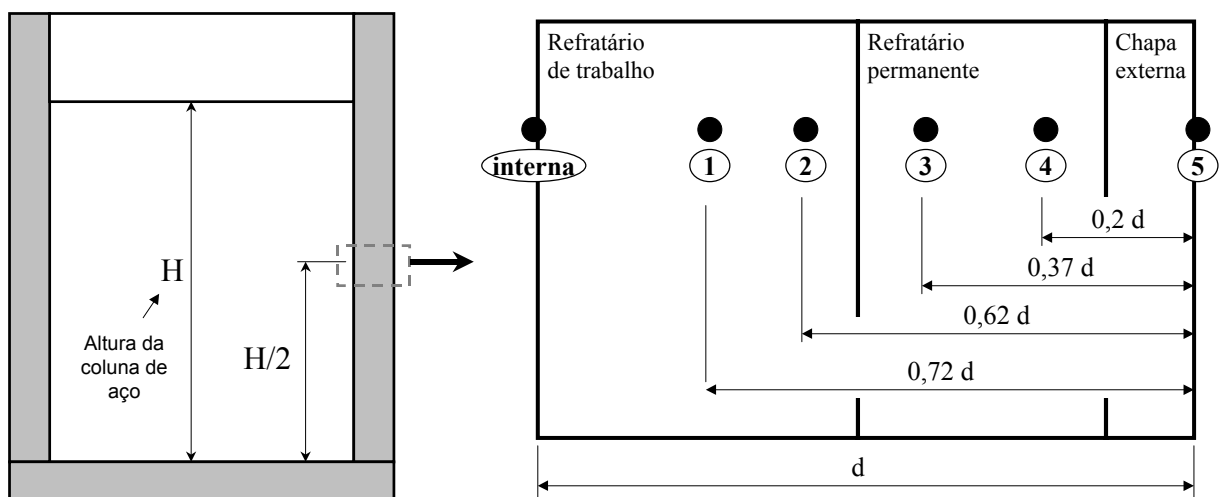 H
Altura da
coluna de
aço
H/2
Refratário
de trabalho
Refratário
permanente
Chapa
externa
interna
1
2
3
4
5
0,2 d
0,37 d
0,62 d
0,72 d
d